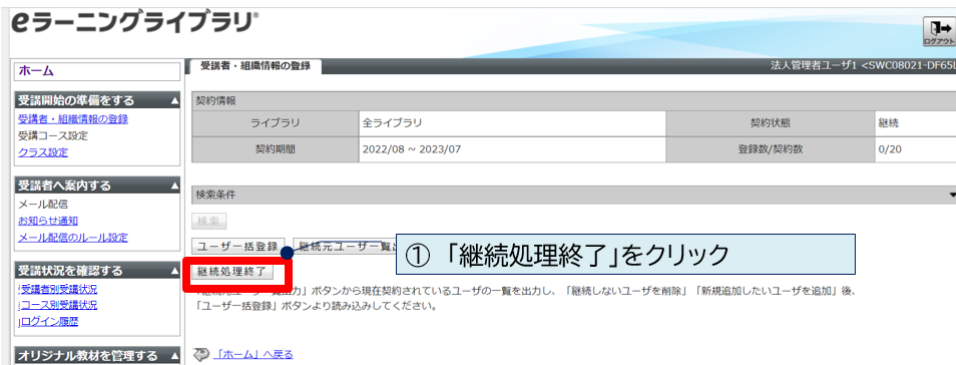 eラーニングライブラリ®
ログアウト
ホーム
受講者・組織情報の登録
法人管理者ユーザ1 <SWC08021-DF65L
受講開始の準備をする ▲
受講者・組織情報の登録
受講コース設定
クラス設定
受講者へ案内する ▲
メール配信
お知らせ通知
メール配信のルール設定
受講状況を確認する ▲
受講者別受講状況
コース別受講状況
ログイン履歴
オリジナル教材を管理する ▲
契約情報
ライブラリ 全ライブラリ 契約状態 継続
契約期間 2022/08 ~ 2023/07 登録数/契約数 0/20
検索条件 ▼
検索
ユーザ一括登録 継続元ユーザ一覧
① 「継続処理終了」をクリック
継続処理終了
ボタンから現在契約されているユーザの一覧を出力し、「継続しないユーザを削除」「新規追加したいユーザを追加」後、
「ユーザ一括登録」ボタンより読み込みしてください。
「ホーム」へ戻る